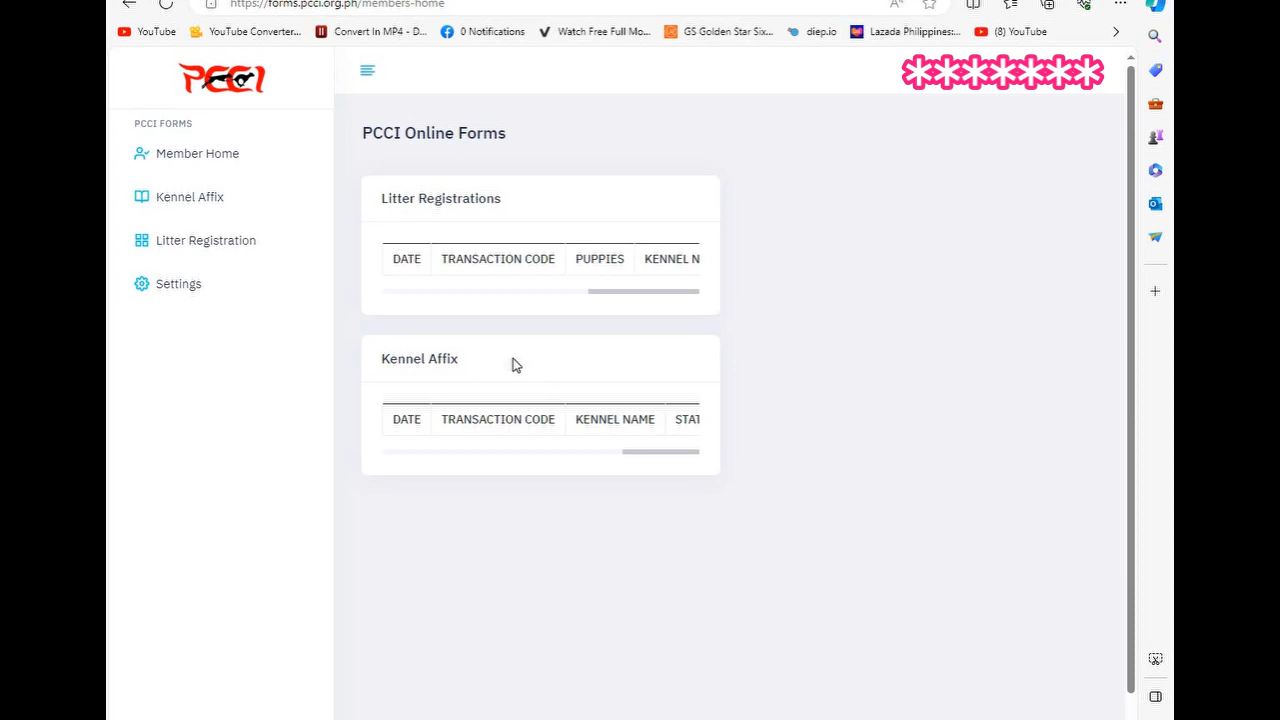 https://forms.pcci.org.ph/members-home
YouTube
YouTube Converter...
Convert In MP4 - D...
0 Notifications
Watch Free Full Mo...
GS Golden Star Six...
diep.io
Lazada Philippines:...
(8) YouTube
PCCI
*******
PCCI FORMS
Member Home
Kennel Affix
Litter Registration
Settings
PCCI Online Forms
Litter Registrations
DATE TRANSACTION CODE PUPPIES KENNEL N
Kennel Affix
DATE TRANSACTION CODE KENNEL NAME STAT